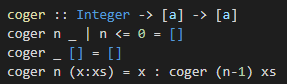 coger :: Integer -> [a] -> [a]
coger n _ | n <= 0 = []
coger _ [] = []
coger n (x:xs) = x : coger (n-1) xs